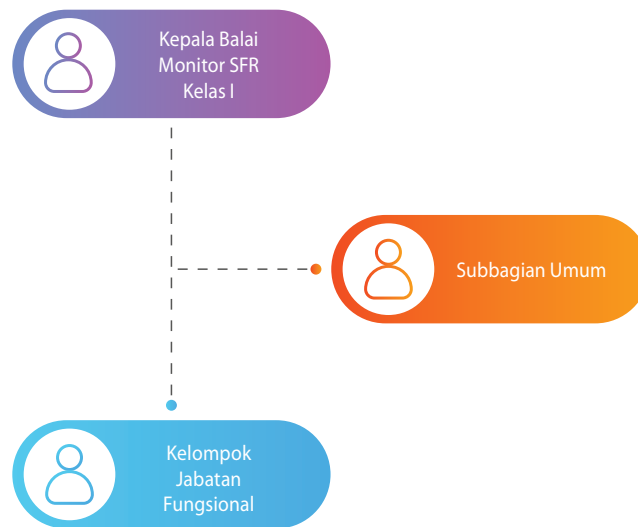 Kepala Balai
Monitor SFR
Kelas I
Subbagian Umum
Kelompok
Jabatan
Fungsional